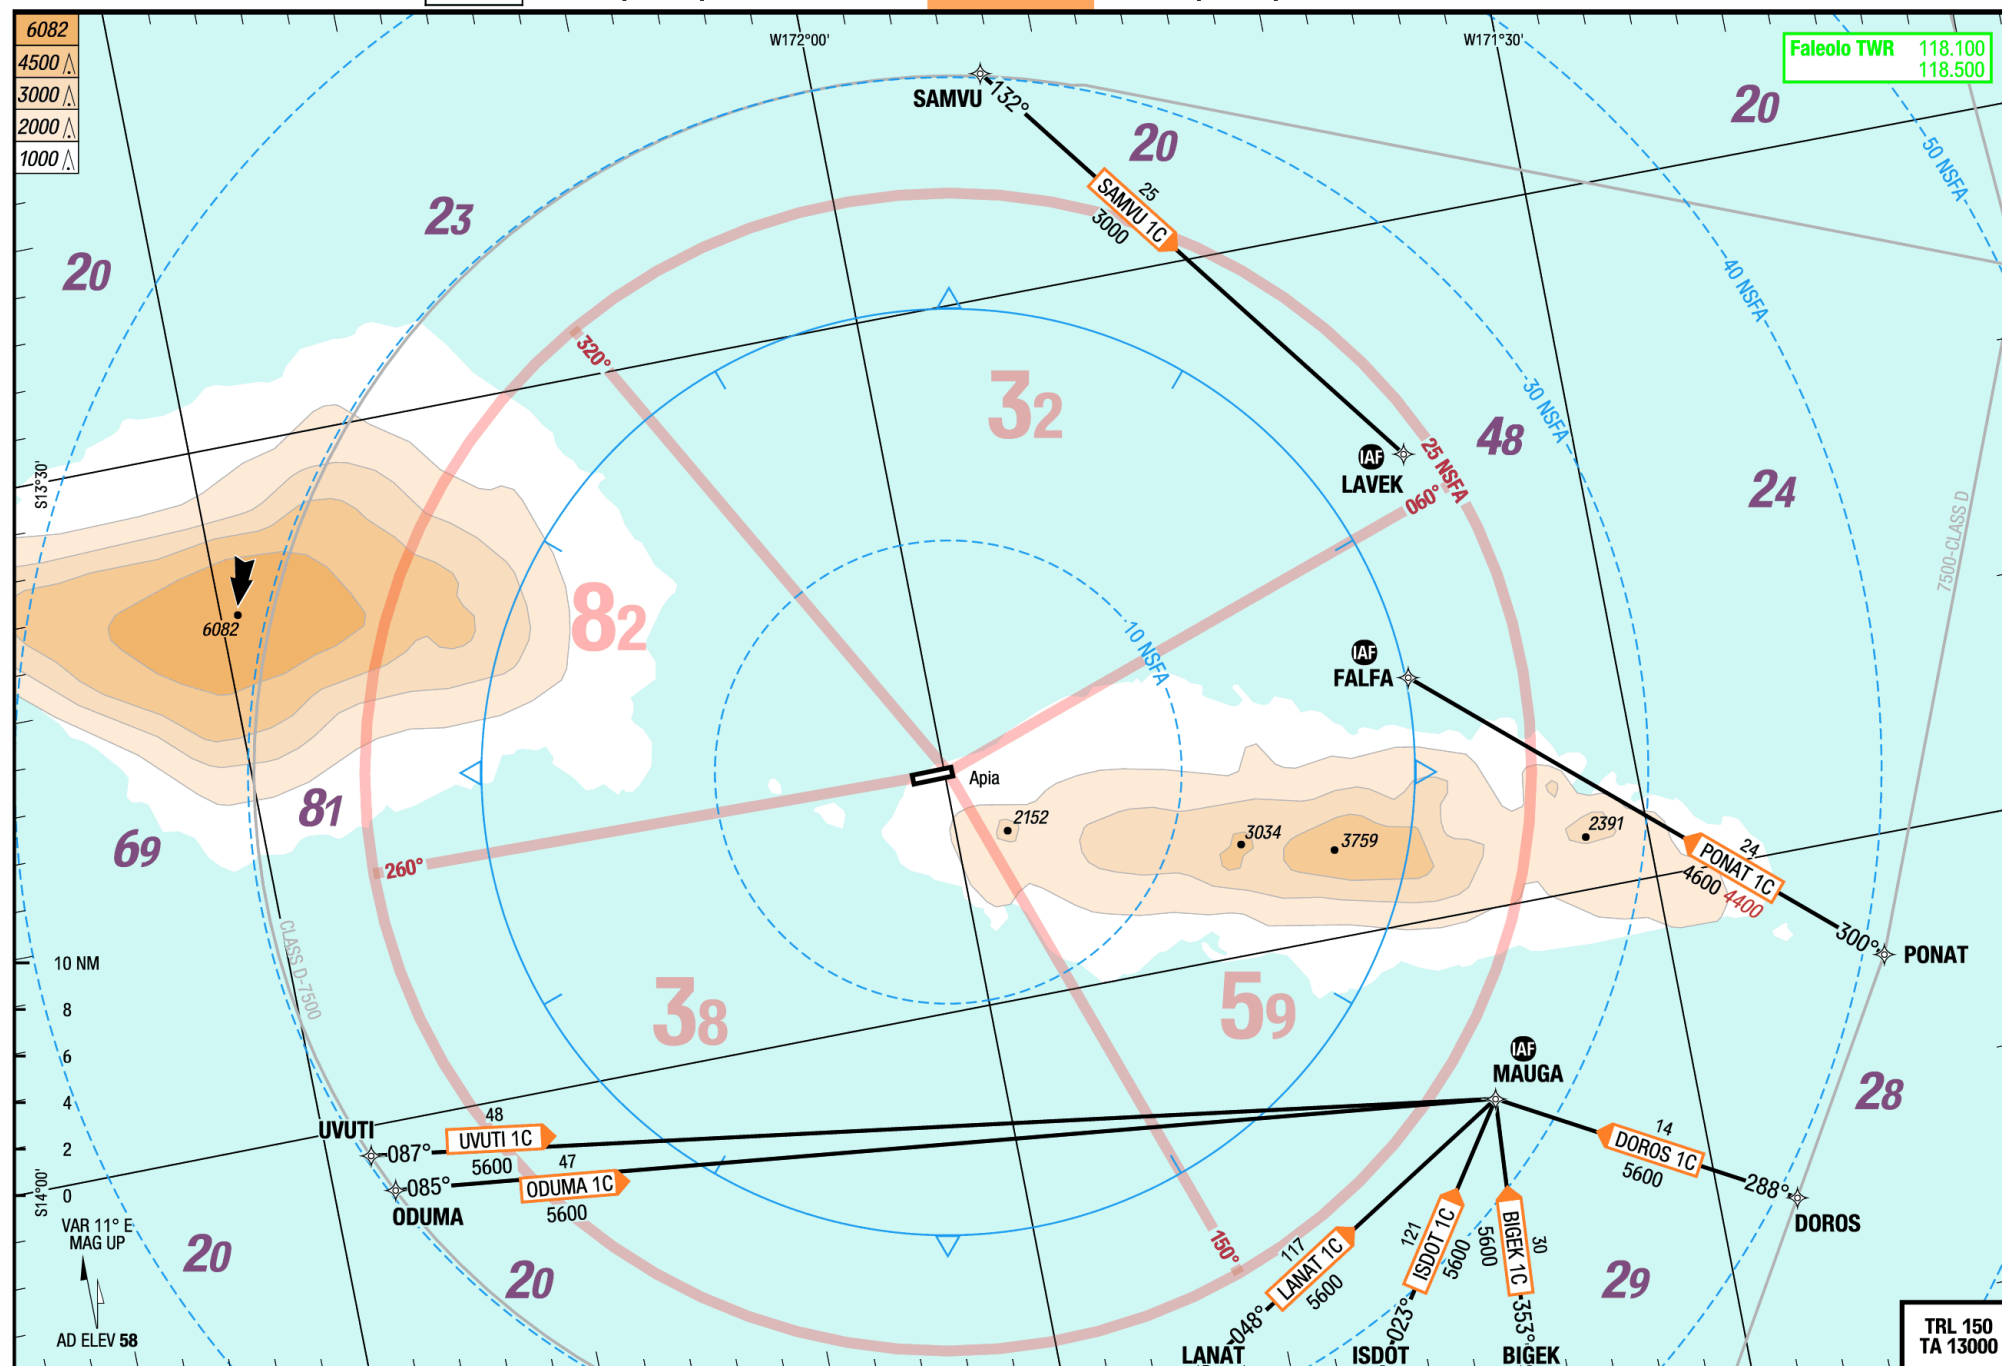 6082
4500
3000
2000
1000
W172°00'
W171°30'
Faleolo TWR 118.100
118.500
SAMVU
132°
20
20
50 NSFA
25
SAMVU 1C
3000
23
20
40 NSFA
320°
32
30 NSFA
48
25 NSFA
IAF
LAVEK
060°
24
S13°30'
7500-CLASS D
82
6082
10 NSFA
IAF
FALFA
Apia
2152
3034
3759
2391
24
PONAT 1C
4600 4400
300°
PONAT
81
69
260°
CLASS D-7500
10 NM
8
6
4
2
0
38
59
IAF
MAUGA
28
UVUTI
087°
48
UVUTI 1C
5600
47
085°
ODUMA 1C
5600
ODUMA
14
DOROS 1C
5600
288°
DOROS
S14°00'
VAR 11° E
MAG UP
AD ELEV 58
20
20
150°
117
LANAT 1C
5600
048°
LANAT
121
ISDOT 1C
5600
023°
ISDOT
30
BIGEK 1C
5600
353°
BIGEK
29
TRL 150
TA 13000